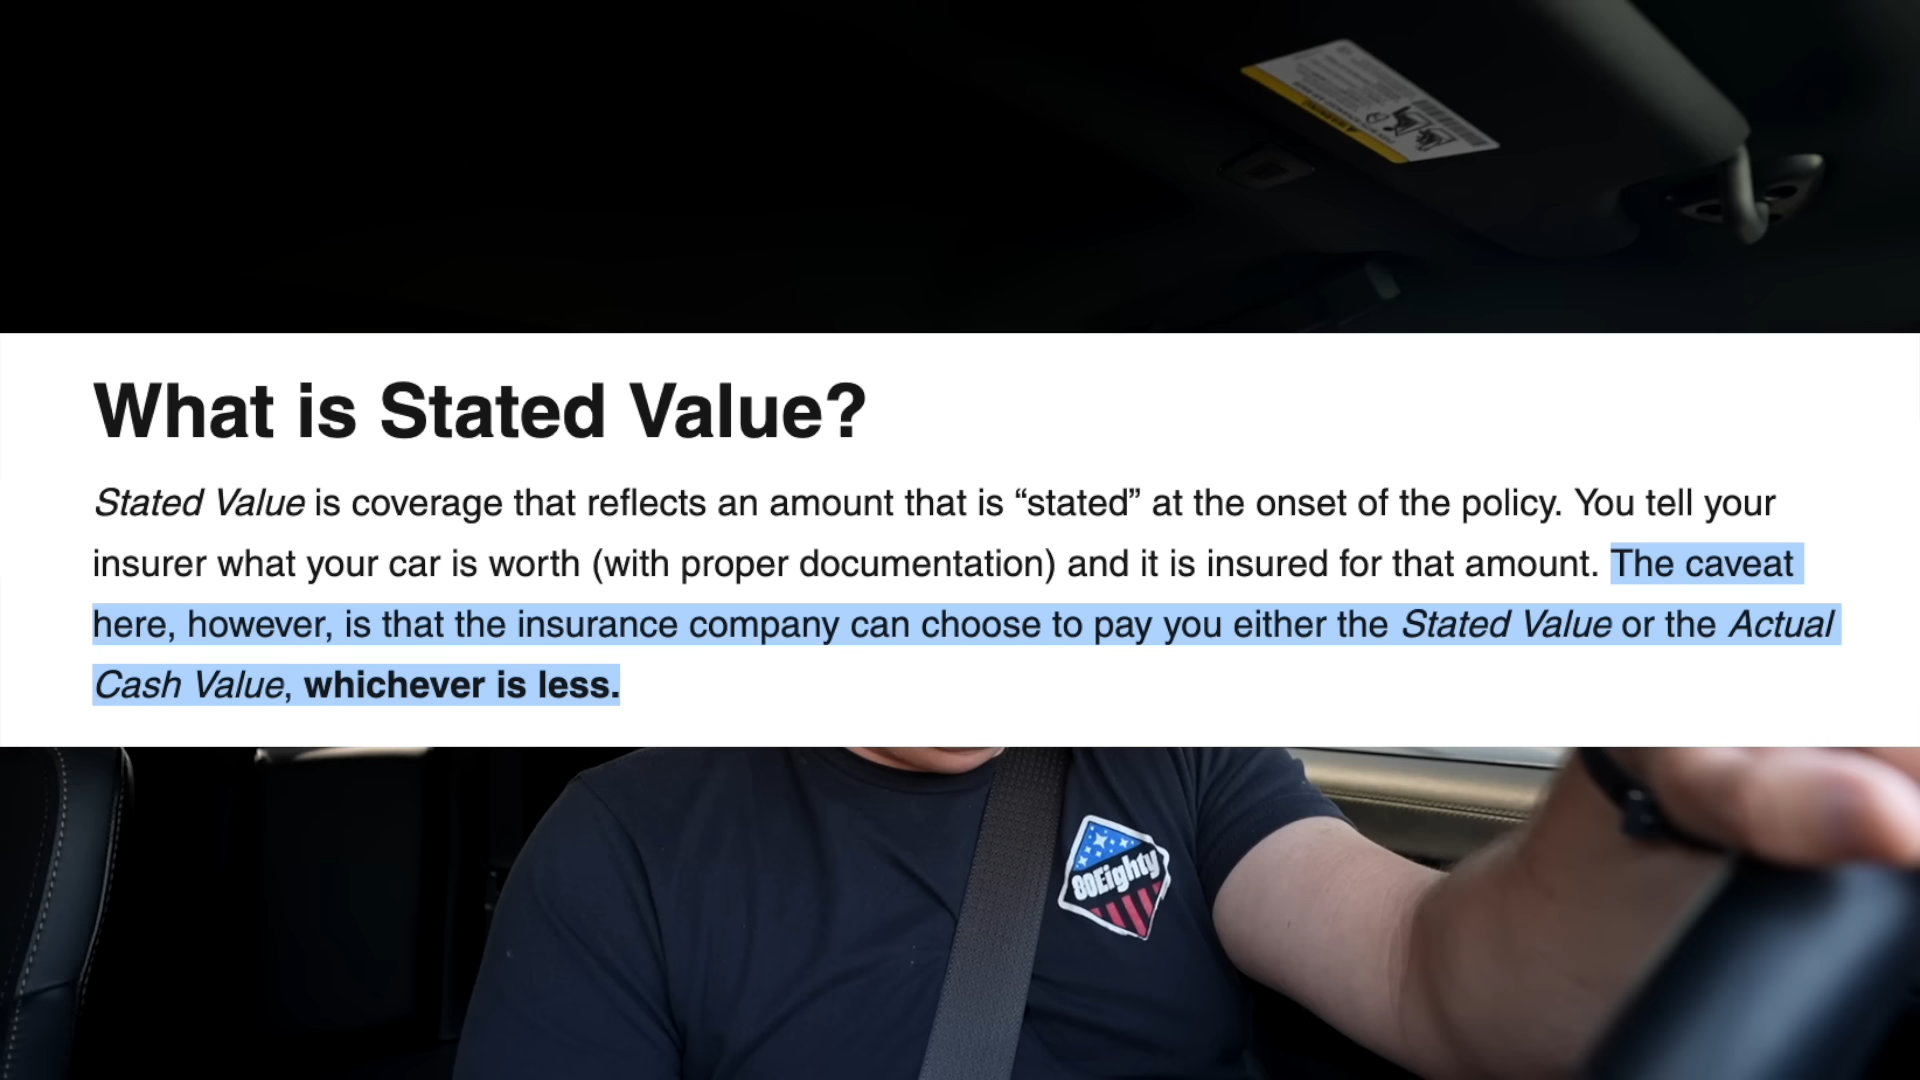 WARNING
What is Stated Value?
Stated Value is coverage that reflects an amount that is “stated” at the onset of the policy. You tell your
insurer what your car is worth (with proper documentation) and it is insured for that amount. The caveat
here, however, is that the insurance company can choose to pay you either the Stated Value or the Actual
Cash Value, whichever is less.
80Eighty